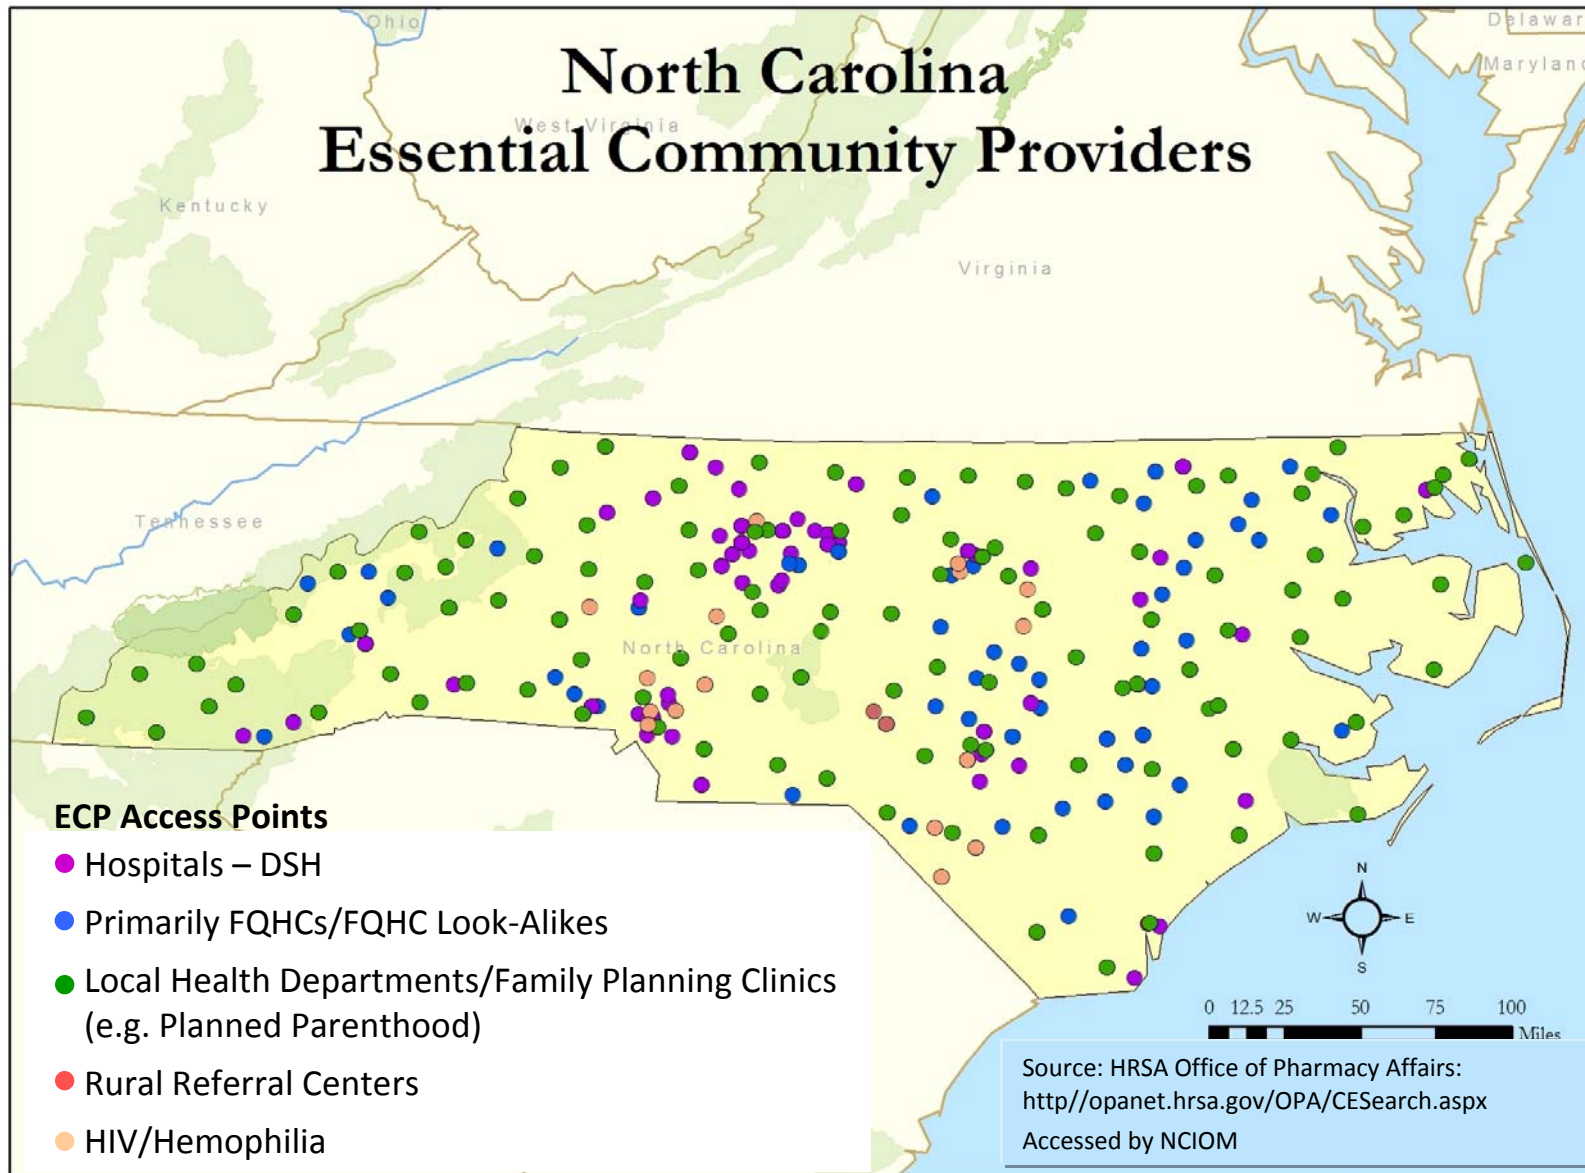 Ohio
Delawar
Maryland
North Carolina
West Virginia
Essential Community Providers
Kentucky
Virginia
Tennessee
North Carolina
ECP Access Points
Hospitals – DSH
Primarily FQHCs/FQHC Look-Alikes
Local Health Departments/Family Planning Clinics
(e.g. Planned Parenthood)
Rural Referral Centers
HIV/Hemophilia
N
W E
S
0 12.5 25 50 75 100
Miles
Source: HRSA Office of Pharmacy Affairs:
http//opanet.hrsa.gov/OPA/CESearch.aspx
Accessed by NCIOM